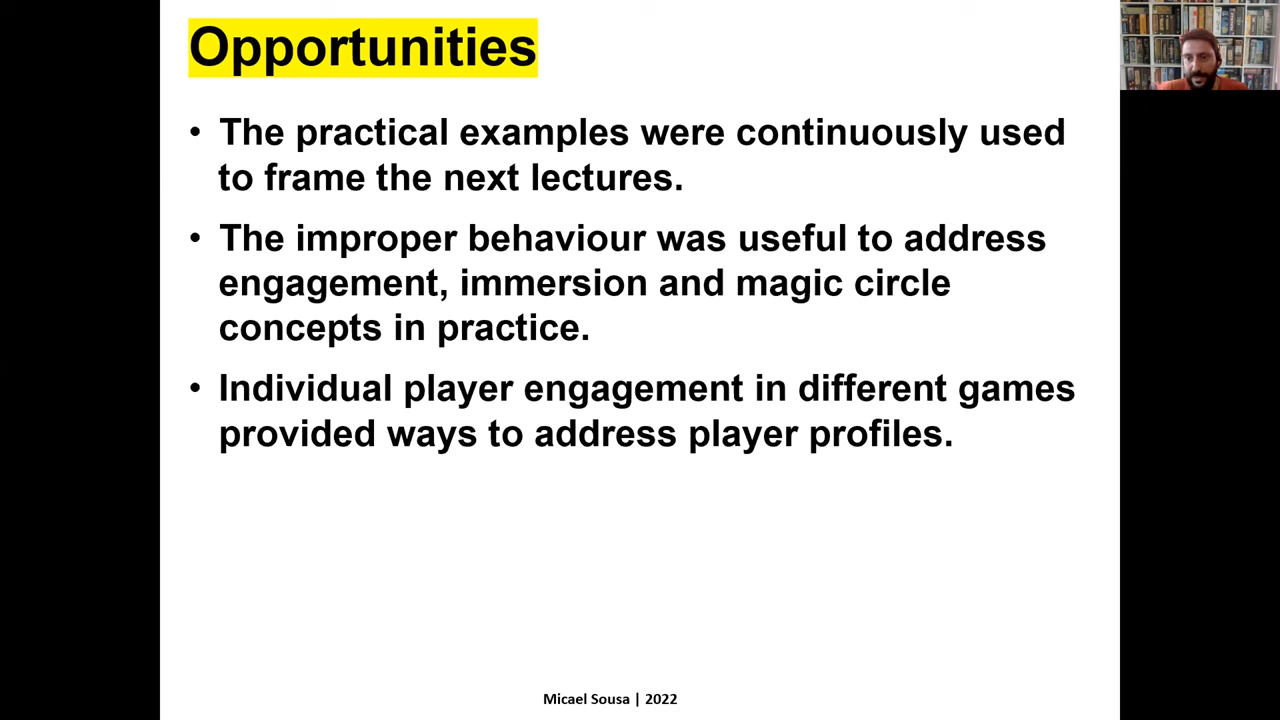 Opportunities
• The practical examples were continuously used
to frame the next lectures.
• The improper behaviour was useful to address
engagement, immersion and magic circle
concepts in practice.
• Individual player engagement in different games
provided ways to address player profiles.
Micael Sousa | 2022